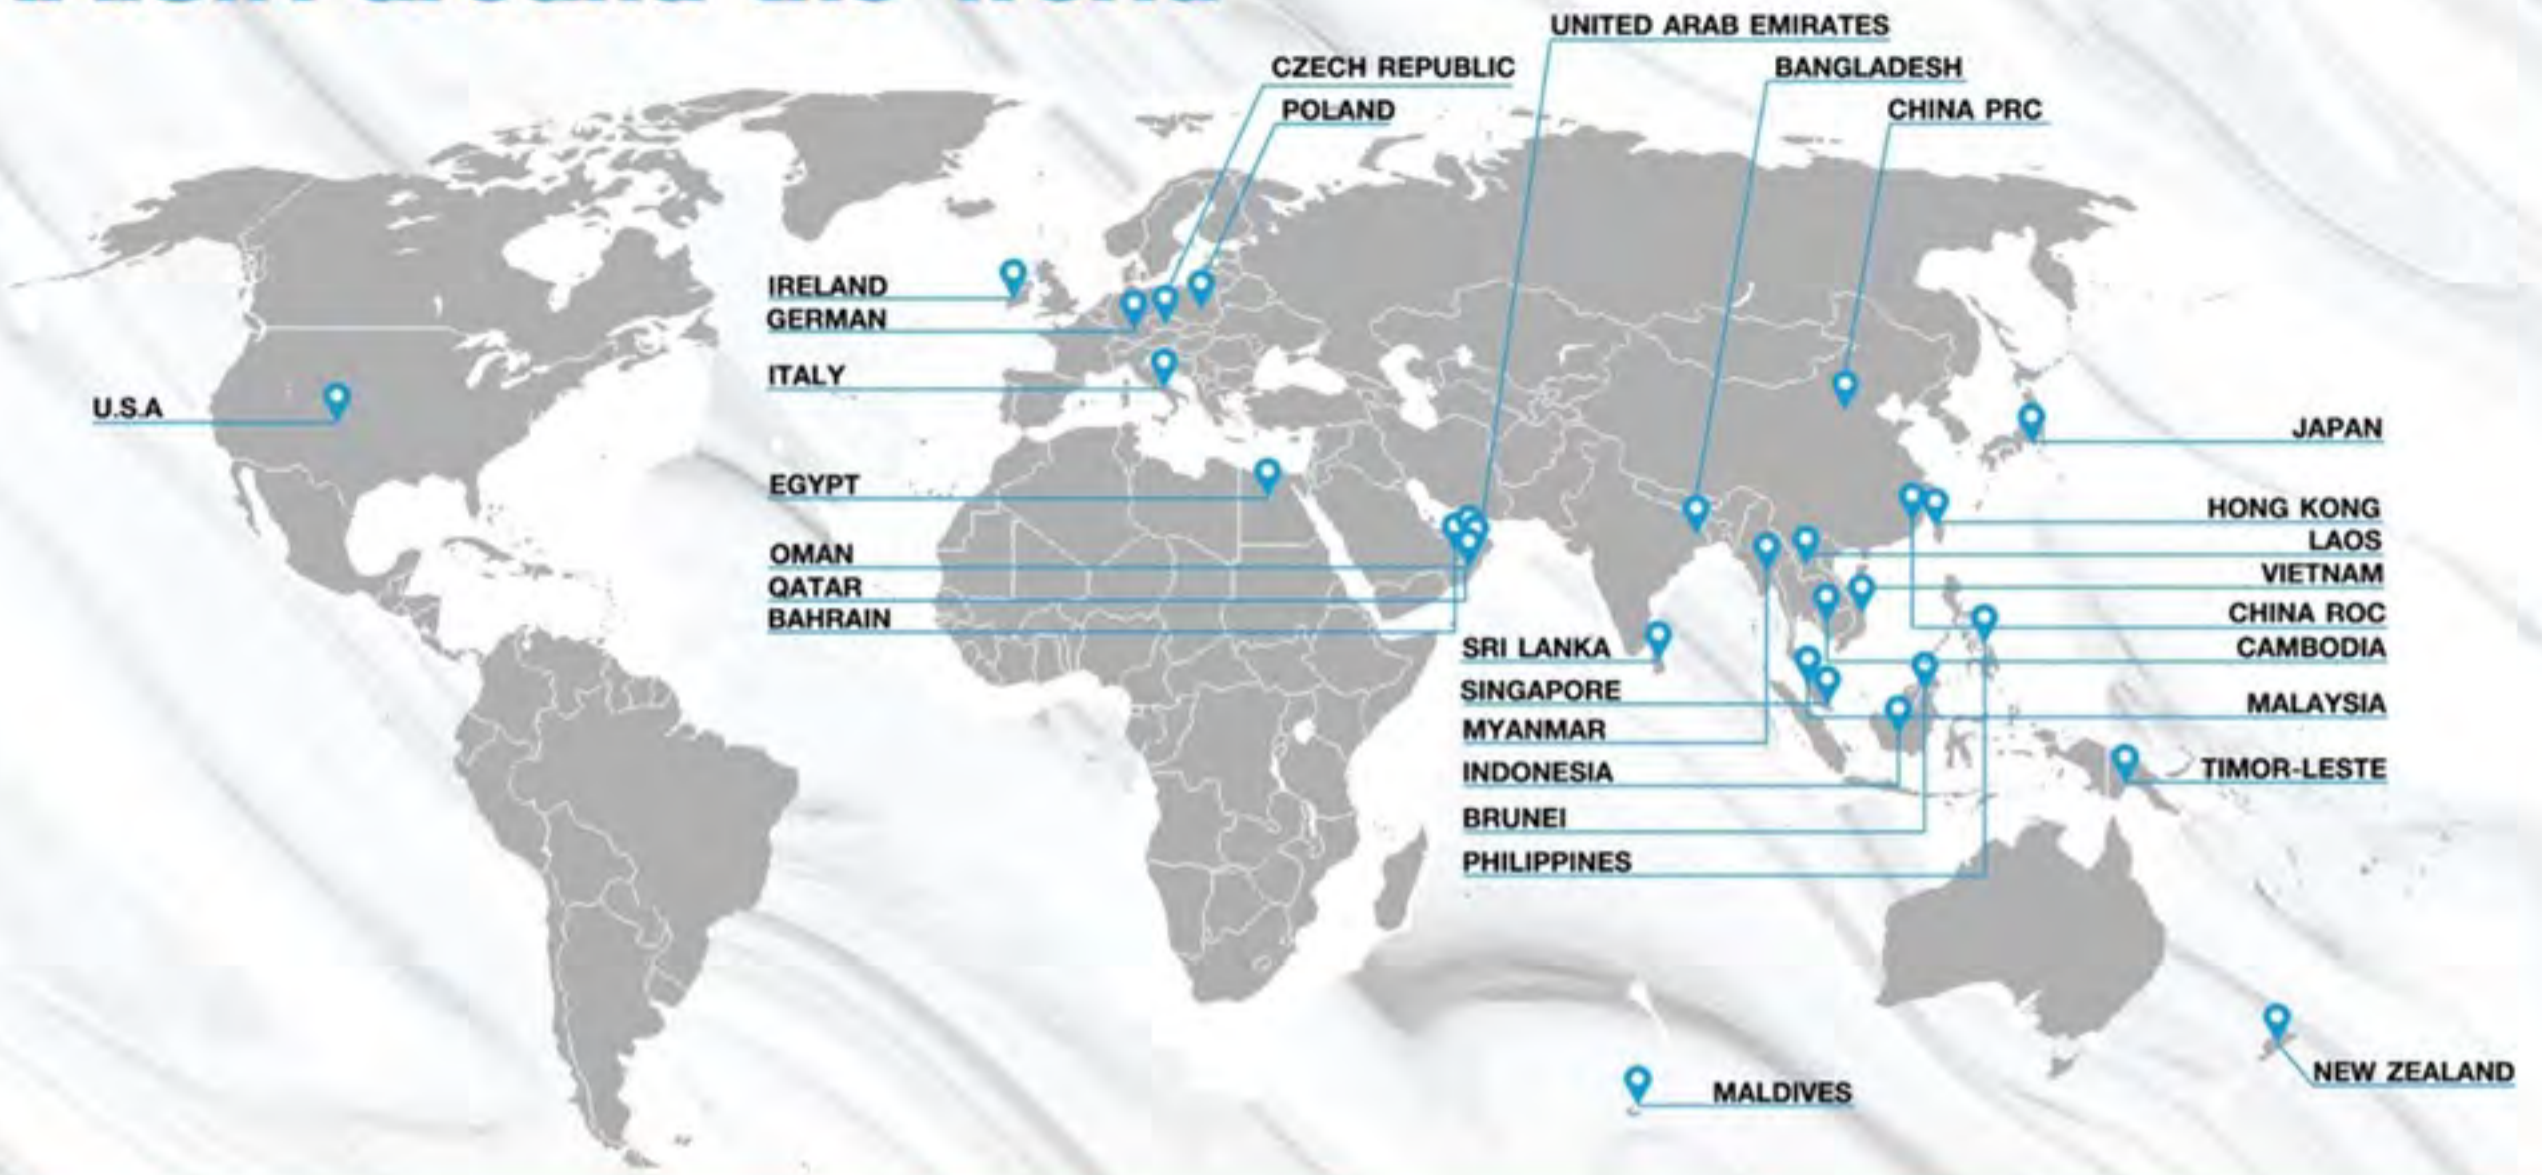 UNITED ARAB EMIRATES
CZECH REPUBLIC
BANGLADESH
POLAND
CHINA PRC
IRELAND
GERMAN
ITALY
U.S.A
JAPAN
EGYPT
HONG KONG
LAOS
OMAN
VIETNAM
QATAR
CHINA ROC
BAHRAIN
SRI LANKA
CAMBODIA
SINGAPORE
MALAYSIA
MYANMAR
INDONESIA
TIMOR-LESTE
BRUNEI
PHILIPPINES
NEW ZEALAND
MALDIVES